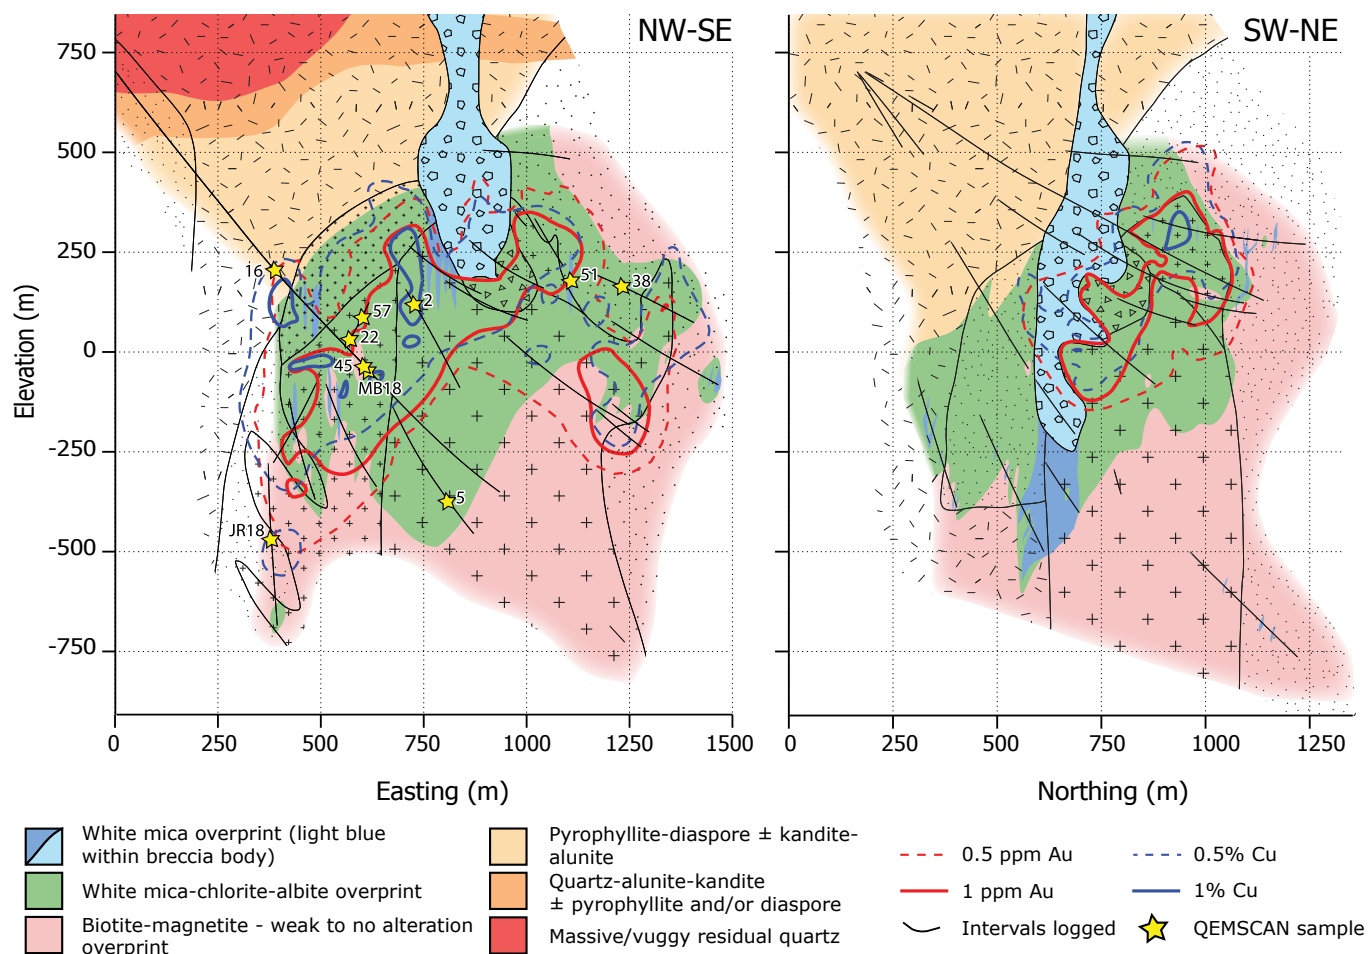 NW-SE
SW-NE
750
500
250
0
-250
-500
-750
Elevation (m)
16
51
38
57
2
22
45
MB18
5
JR18
0 250 500 750 1000 1250 1500
0 250 500 750 1000 1250
Easting (m)
Northing (m)
White mica overprint (light blue
within breccia body)
White mica-chlorite-albite overprint
Biotite-magnetite - weak to no alteration
overprint
Pyrophyllite-diaspore ± kandite-
alunite
Quartz-alunite-kandite
± pyrophyllite and/or diaspore
Massive/vuggy residual quartz
0.5 ppm Au
1 ppm Au
Intervals logged
0.5% Cu
1% Cu
QEMSCAN sample